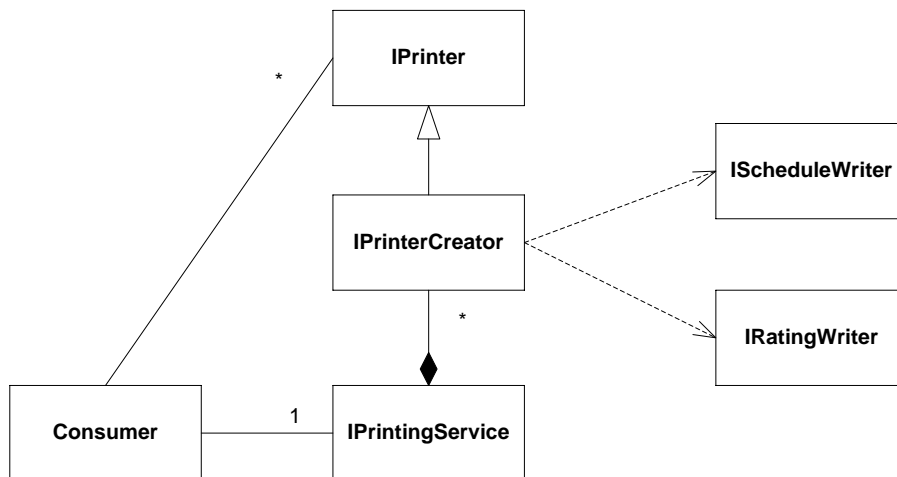 IPrinter
*
IScheduleWriter
IPrinterCreator
*
IRatingWriter
Consumer
1
IPrintingService